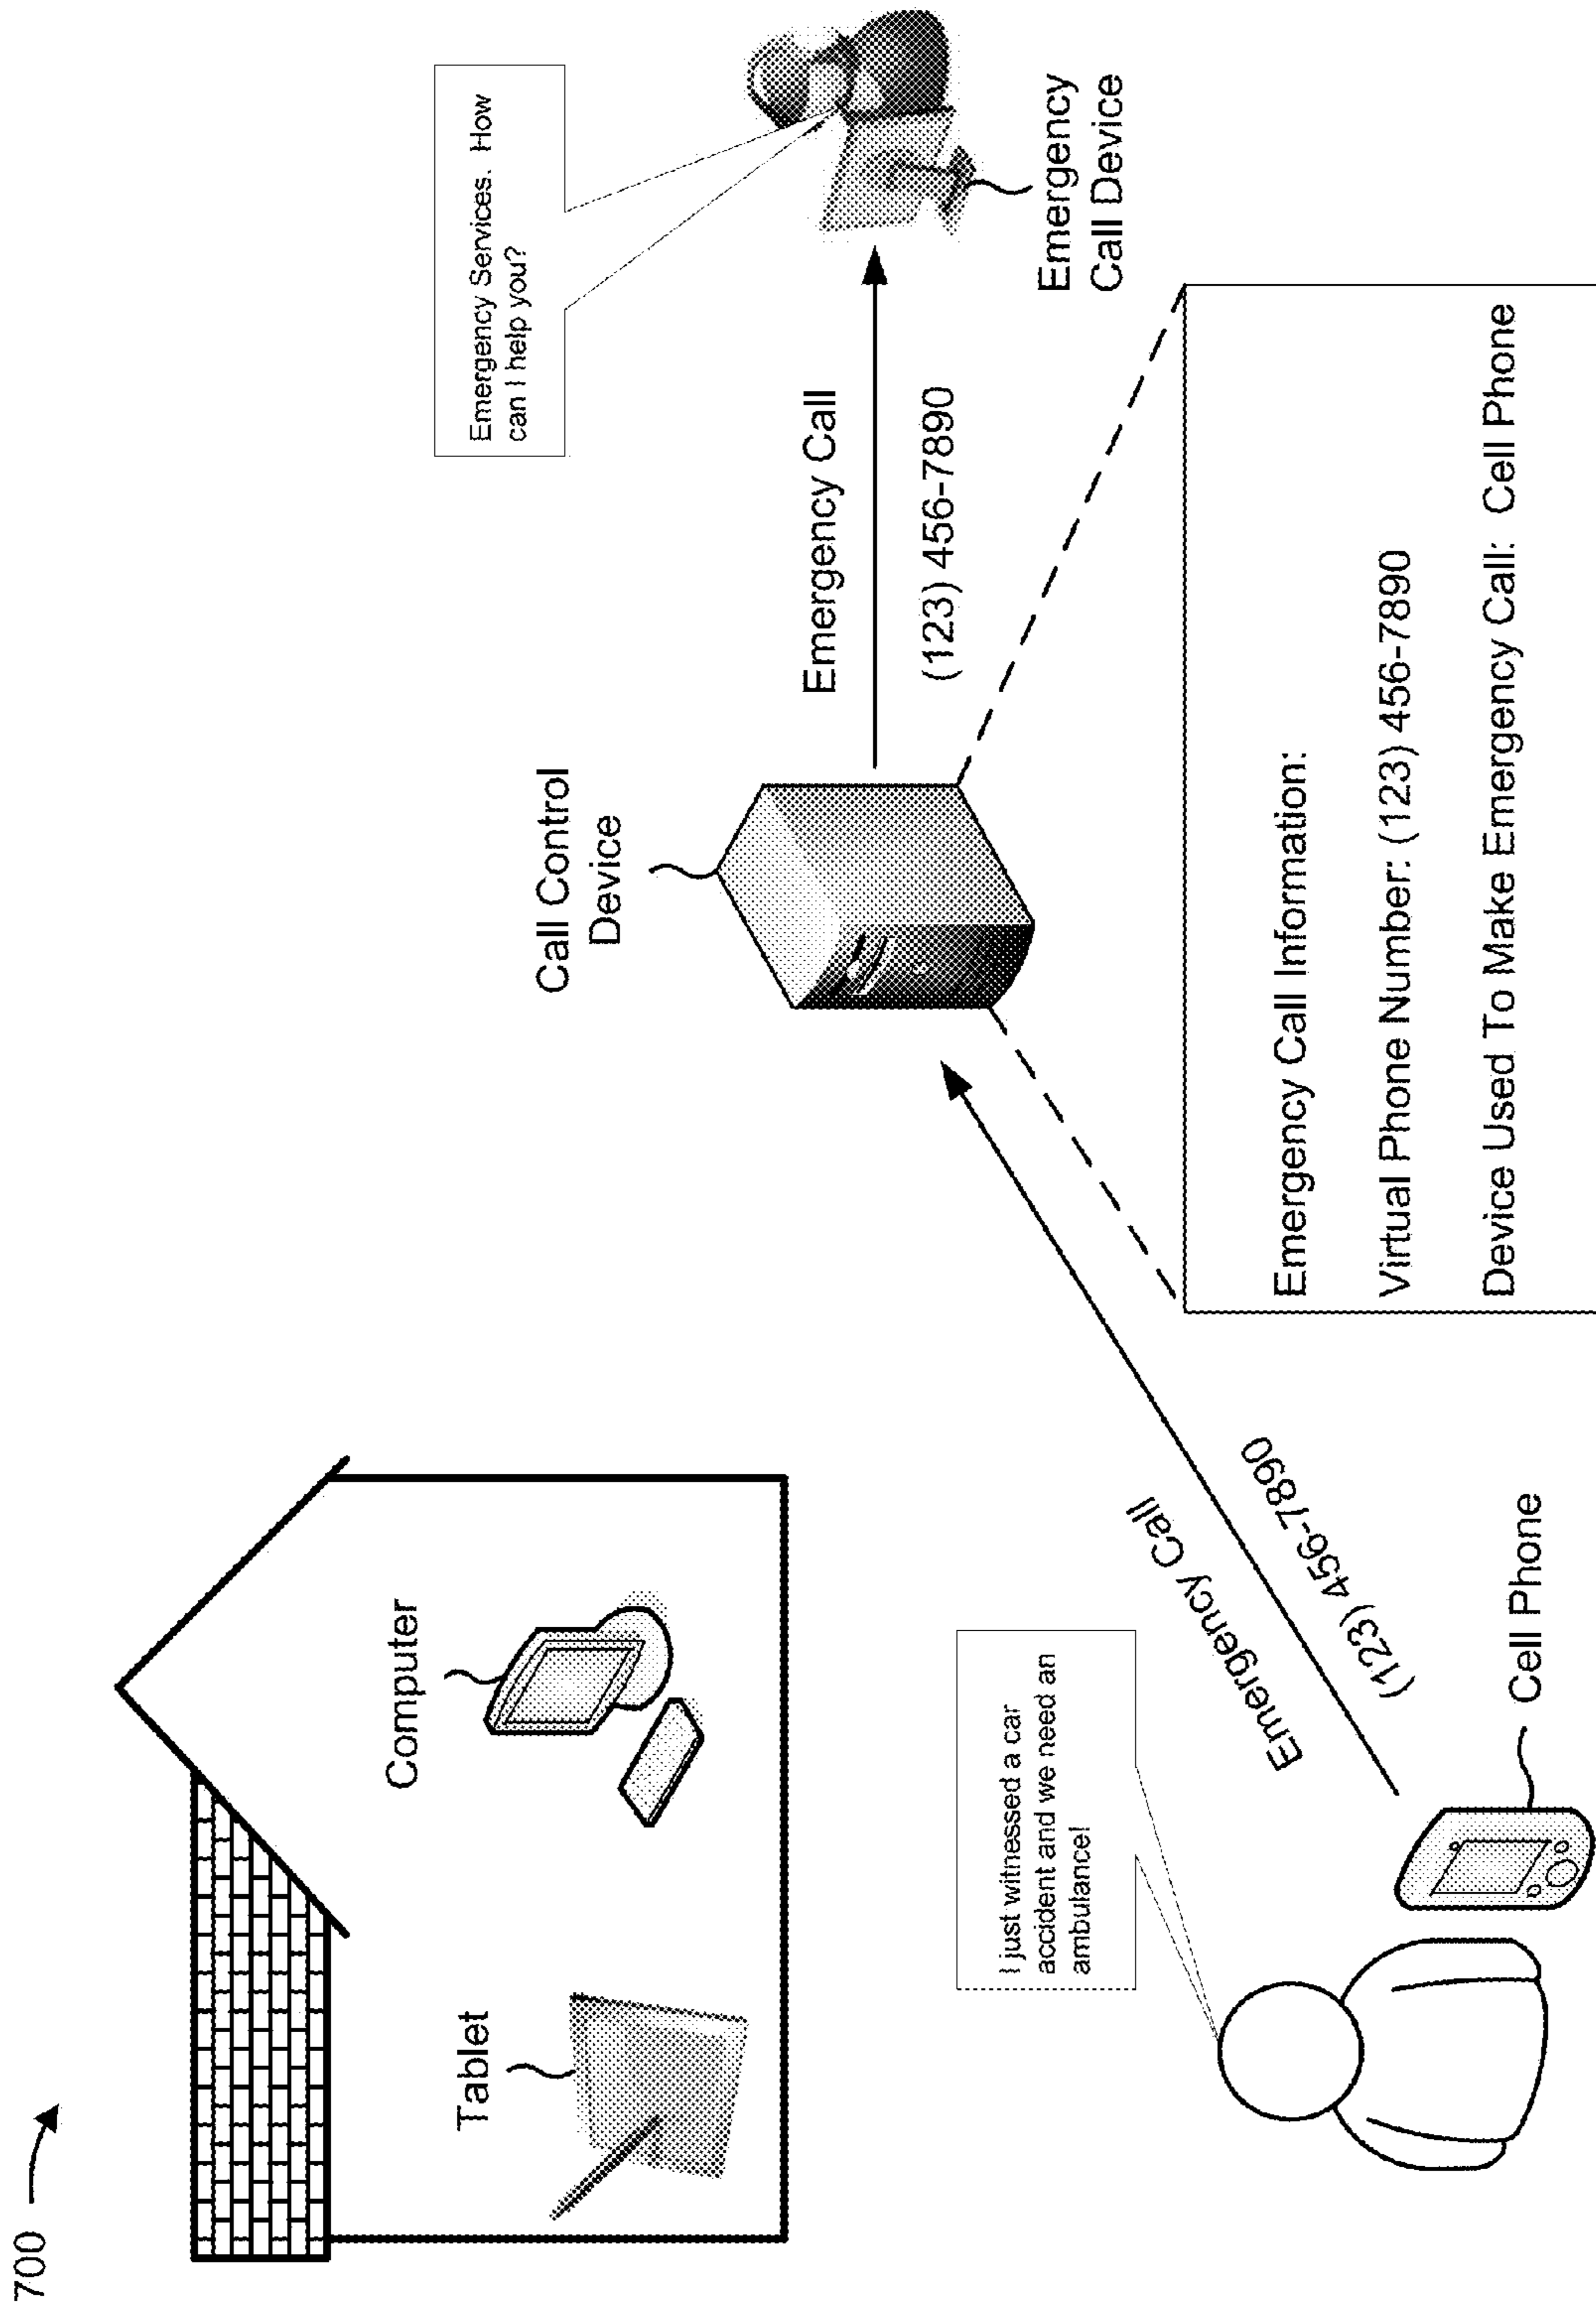 700
Tablet
Computer
Call Control
Device
Emergency Services. How
can I help you?
Emergency Call
(123) 456-7890
Emergency
Call Device
I just witnessed a car
accident and we need an
ambulance!
Emergency Call
(123) 456-7890
Cell Phone
Emergency Call Information:
Virtual Phone Number: (123) 456-7890
Device Used To Make Emergency Call: Cell Phone